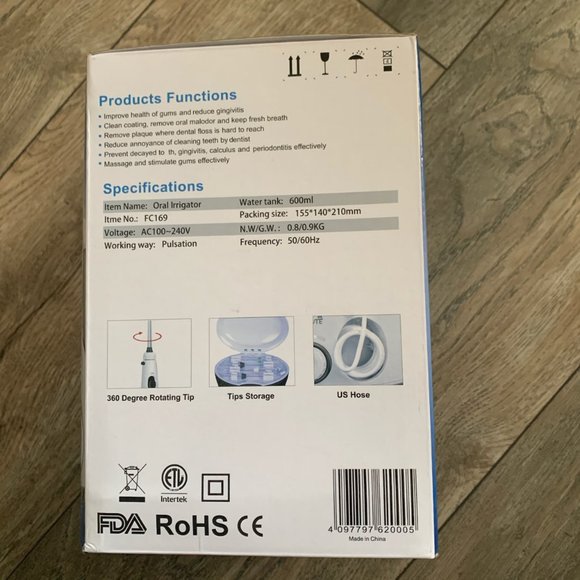 Products Functions
• Improve health of gums and reduce gingivitis
• Clean coating, remove oral malodor and keep fresh breath
• Remove plaque where dental floss is hard to reach
• Reduce annoyance of cleaning teeth by dentist
• Prevent decayed to th, gingivitis, calculus and periodontitis effectively
• Massage and stimulate gums effectively
Specifications
Item Name: Oral Irrigator Water tank: 600ml
Itme No.: FC169 Packing size: 155*140*210mm
Voltage: AC100~240V N.W/G.W. : 0.8/0.9KG
Working way: Pulsation Frequency: 50/60Hz
360 Degree Rotating Tip Tips Storage US Hose
ETL
Intertek
FDA RoHS CE
4 097797 620005
Made in China